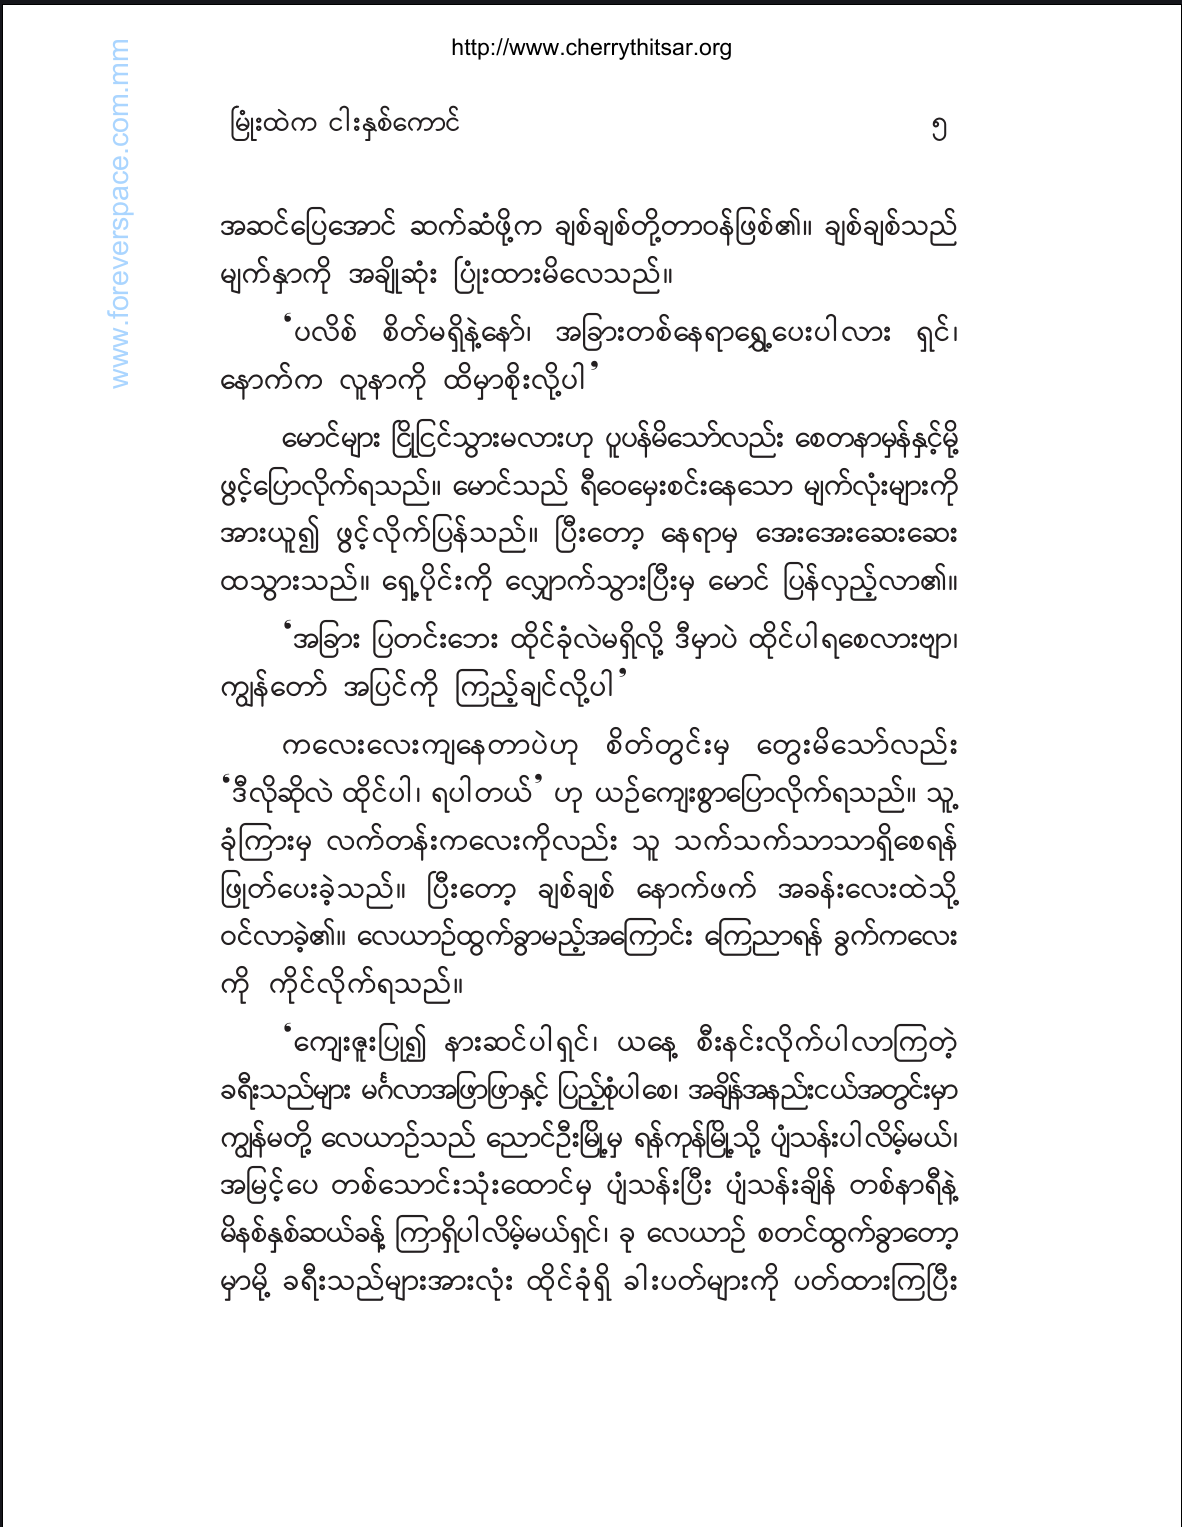 http://www.cherrythitsar.org
www.foreverspace.com.mm
မြုံးထဲက ငါးနှစ်ကောင် ၅
အဆင်ပြေအောင် ဆက်ဆံဖို့က ချစ်ချစ်တို့တာဝန်ဖြစ်၏။ ချစ်ချစ်သည်
မျက်နှာကို အချိုဆုံး ပြုံးထားမိလေသည်။
‘ပလိစ် စိတ်မရှိနဲ့နော်၊ အခြားတစ်နေရာရွှေ့ပေးပါလား ရှင်၊
နောက်က လူနာကို ထိမှာစိုးလို့ပါ’
မောင်များ ငြိုငြင်သွားမလားဟု ပူပန်မိသော်လည်း စေတနာမှန်နှင့်မို့
ဖွင့်ပြောလိုက်ရသည်။ မောင်သည် ရီဝေမှေးစင်းနေသော မျက်လုံးများကို
အားယူ၍ ဖွင့်လိုက်ပြန်သည်။ ပြီးတော့ နေရာမှ အေးအေးဆေးဆေး
ထသွားသည်။ ရှေ့ပိုင်းကို လျှောက်သွားပြီးမှ မောင် ပြန်လှည့်လာ၏။
‘အခြား ပြတင်းဘေး ထိုင်ခုံလဲမရှိလို့ ဒီမှာပဲ ထိုင်ပါရစေလားဗျာ၊
ကျွန်တော် အပြင်ကို ကြည့်ချင်လို့ပါ’
ကလေးလေးကျနေတာပဲဟု စိတ်တွင်းမှ တွေးမိသော်လည်း
‘ဒီလိုဆိုလဲ ထိုင်ပါ၊ ရပါတယ်’ ဟု ယဉ်ကျေးစွာပြောလိုက်ရသည်။ သူ့
ခုံကြားမှ လက်တန်းကလေးကိုလည်း သူ သက်သက်သာသာရှိစေရန်
ဖြုတ်ပေးခဲ့သည်။ ပြီးတော့ ချစ်ချစ် နောက်ဖက် အခန်းလေးထဲသို့
ဝင်လာခဲ့၏။ လေယာဉ်ထွက်ခွာမည့်အကြောင်း ကြေညာရန် ခွက်ကလေး
ကို ကိုင်လိုက်ရသည်။
‘ကျေးဇူးပြု၍ နားဆင်ပါရှင်၊ ယနေ့ စီးနင်းလိုက်ပါလာကြတဲ့
ခရီးသည်များ မင်္ဂလာအဖြာဖြာနှင့် ပြည့်စုံပါစေ၊ အချိန်အနည်းငယ်အတွင်းမှာ
ကျွန်မတို့ လေယာဉ်သည် ညောင်ဦးမြို့မှ ရန်ကုန်မြို့သို့ ပျံသန်းပါလိမ့်မယ်၊
အမြင့်ပေ တစ်သောင်းသုံးထောင်မှ ပျံသန်းပြီး ပျံသန်းချိန် တစ်နာရီနဲ့
မိနစ်နှစ်ဆယ်ခန့် ကြာရှိပါလိမ့်မယ်ရှင်၊ ခု လေယာဉ် စတင်ထွက်ခွာတော့
မှာမို့ ခရီးသည်များအားလုံး ထိုင်ခုံရှိ ခါးပတ်များကို ပတ်ထားကြပြီး